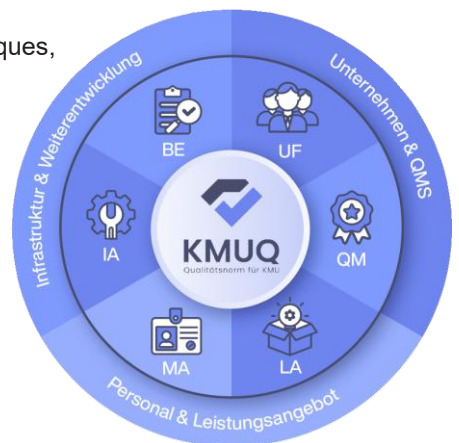 ques,
Infrastruktur & Weiterentwicklung
Unternehmen & QMS
BE
UF
IA
KMUQ
Qualitätsnorm für KMU
QM
MA
LA
Personal & Leistungsangebot